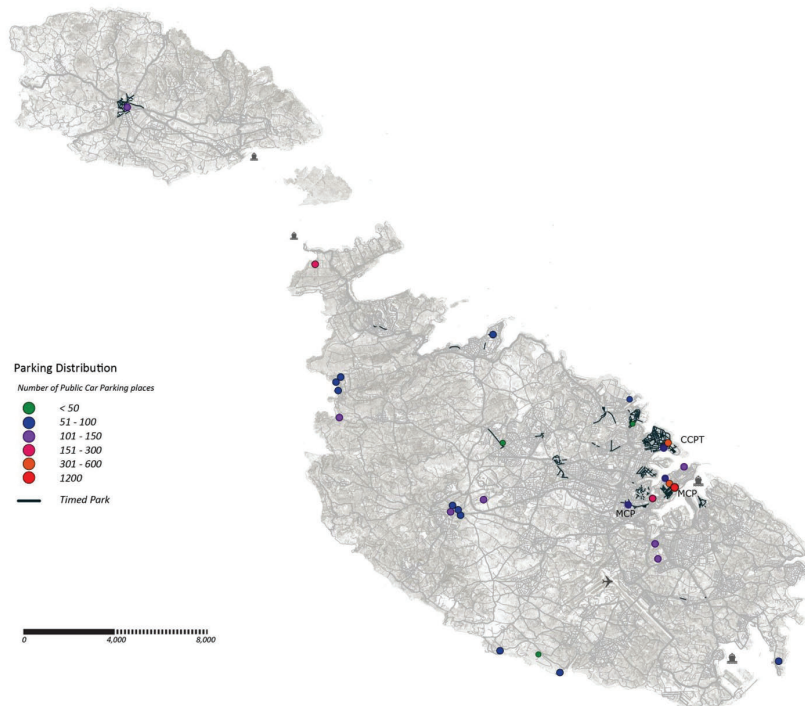 Parking Distribution
Number of Public Car Parking places
< 50
51 - 100
101 - 150
151 - 300
301 - 600
1200
Timed Park
CCPT
MCP
MCP
0 4,000 8,000